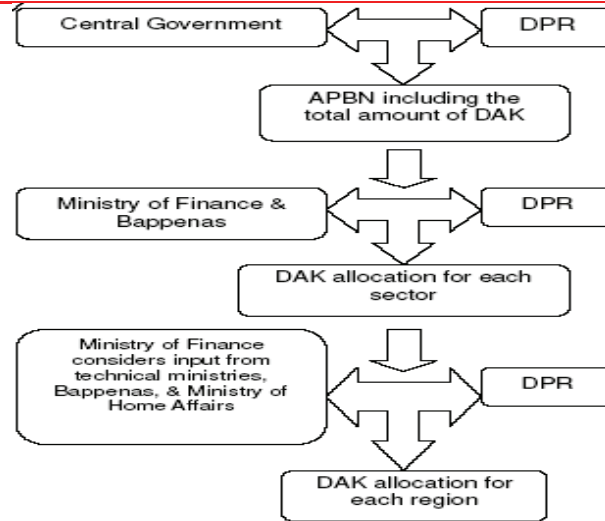 Central Government
DPR
APBN including the
total amount of DAK
Ministry of Finance &
Bappenas
DPR
DAK allocation for each
sector
Ministry of Finance
considers input from
technical ministries,
Bappenas, & Ministry of
Home Affairs
DPR
DAK allocation for
each region